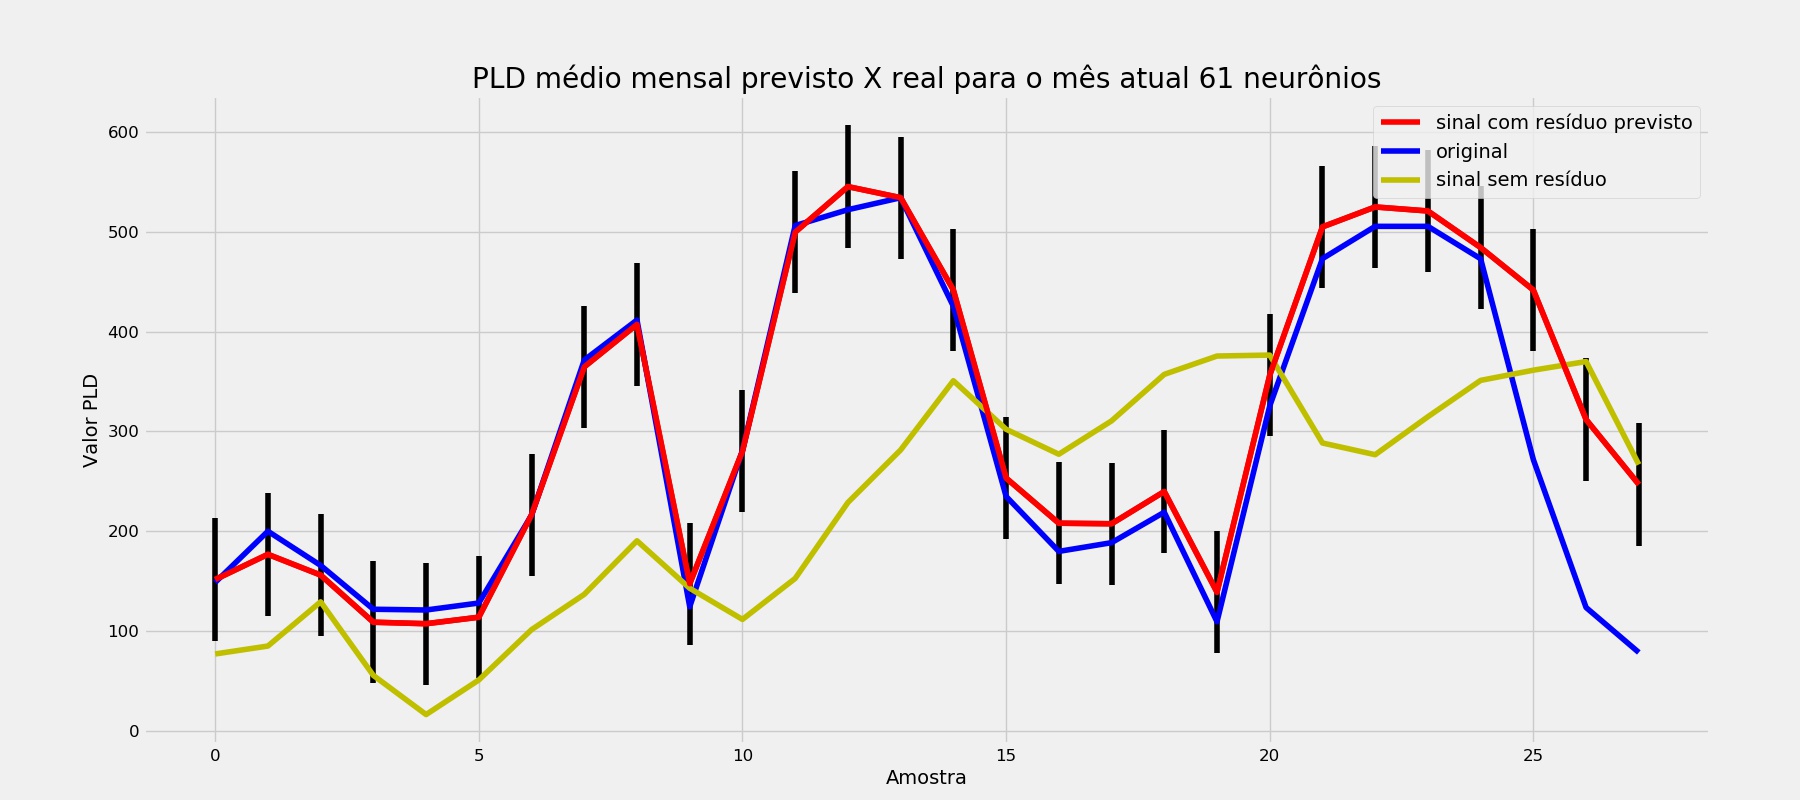 PLD médio mensal previsto X real para o mês atual 61 neurônios
sinal com resíduo previsto
original
sinal sem resíduo
Valor PLD
600
500
400
300
200
100
0
0 5 10 15 20 25
Amostra